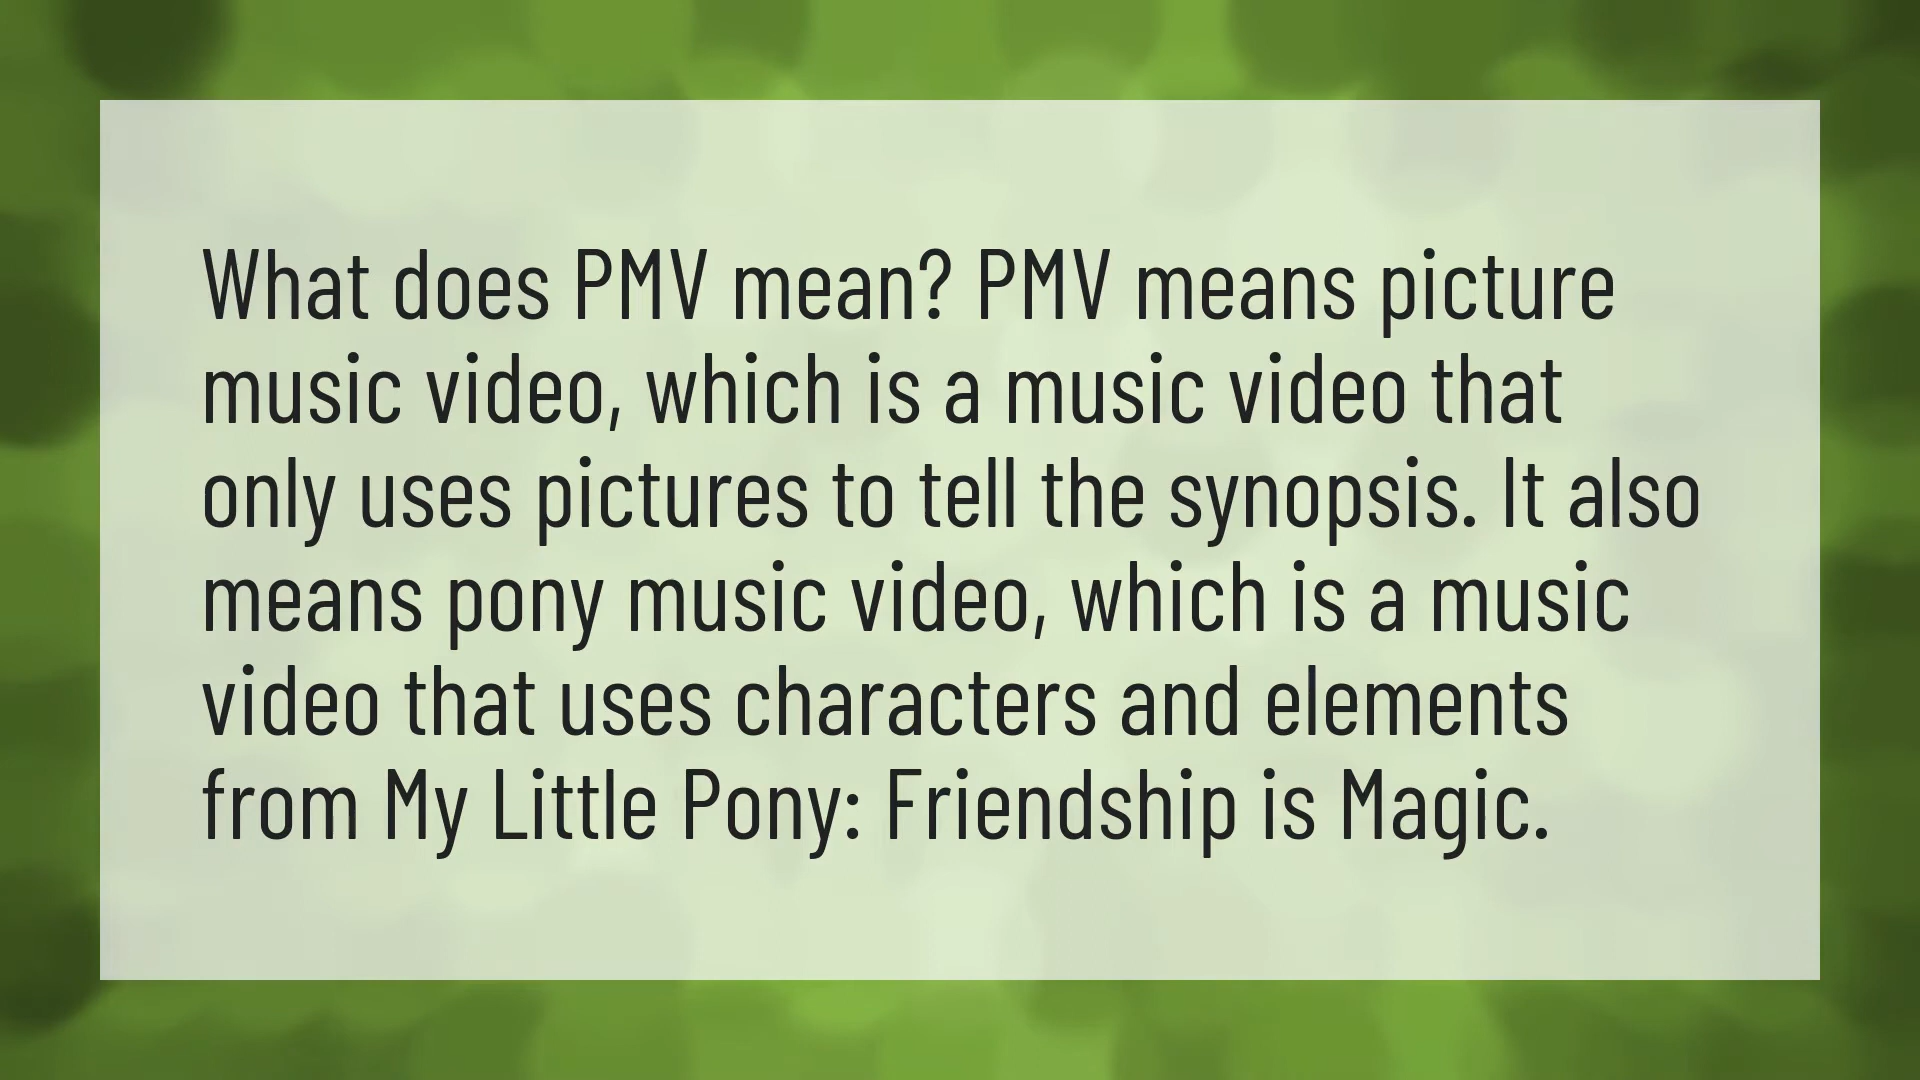 What does PMV mean? PMV means picture
music video, which is a music video that
only uses pictures to tell the synopsis. It also
means pony music video, which is a music
video that uses characters and elements
from My Little Pony: Friendship is Magic.